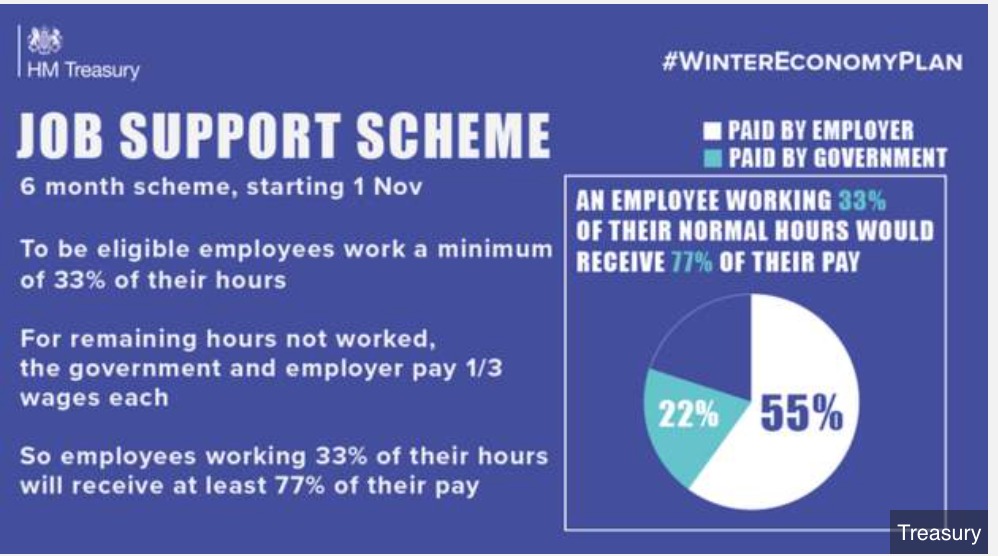 HM Treasury
#WINTERECONOMYPLAN
JOB SUPPORT SCHEME
6 month scheme, starting 1 Nov
To be eligible employees work a minimum
of 33% of their hours
For remaining hours not worked,
the government and employer pay 1/3
wages each
So employees working 33% of their hours
will receive at least 77% of their pay
PAID BY EMPLOYER
PAID BY GOVERNMENT
AN EMPLOYEE WORKING 33%
OF THEIR NORMAL HOURS WOULD
RECEIVE 77% OF THEIR PAY
22%
55%
Treasury